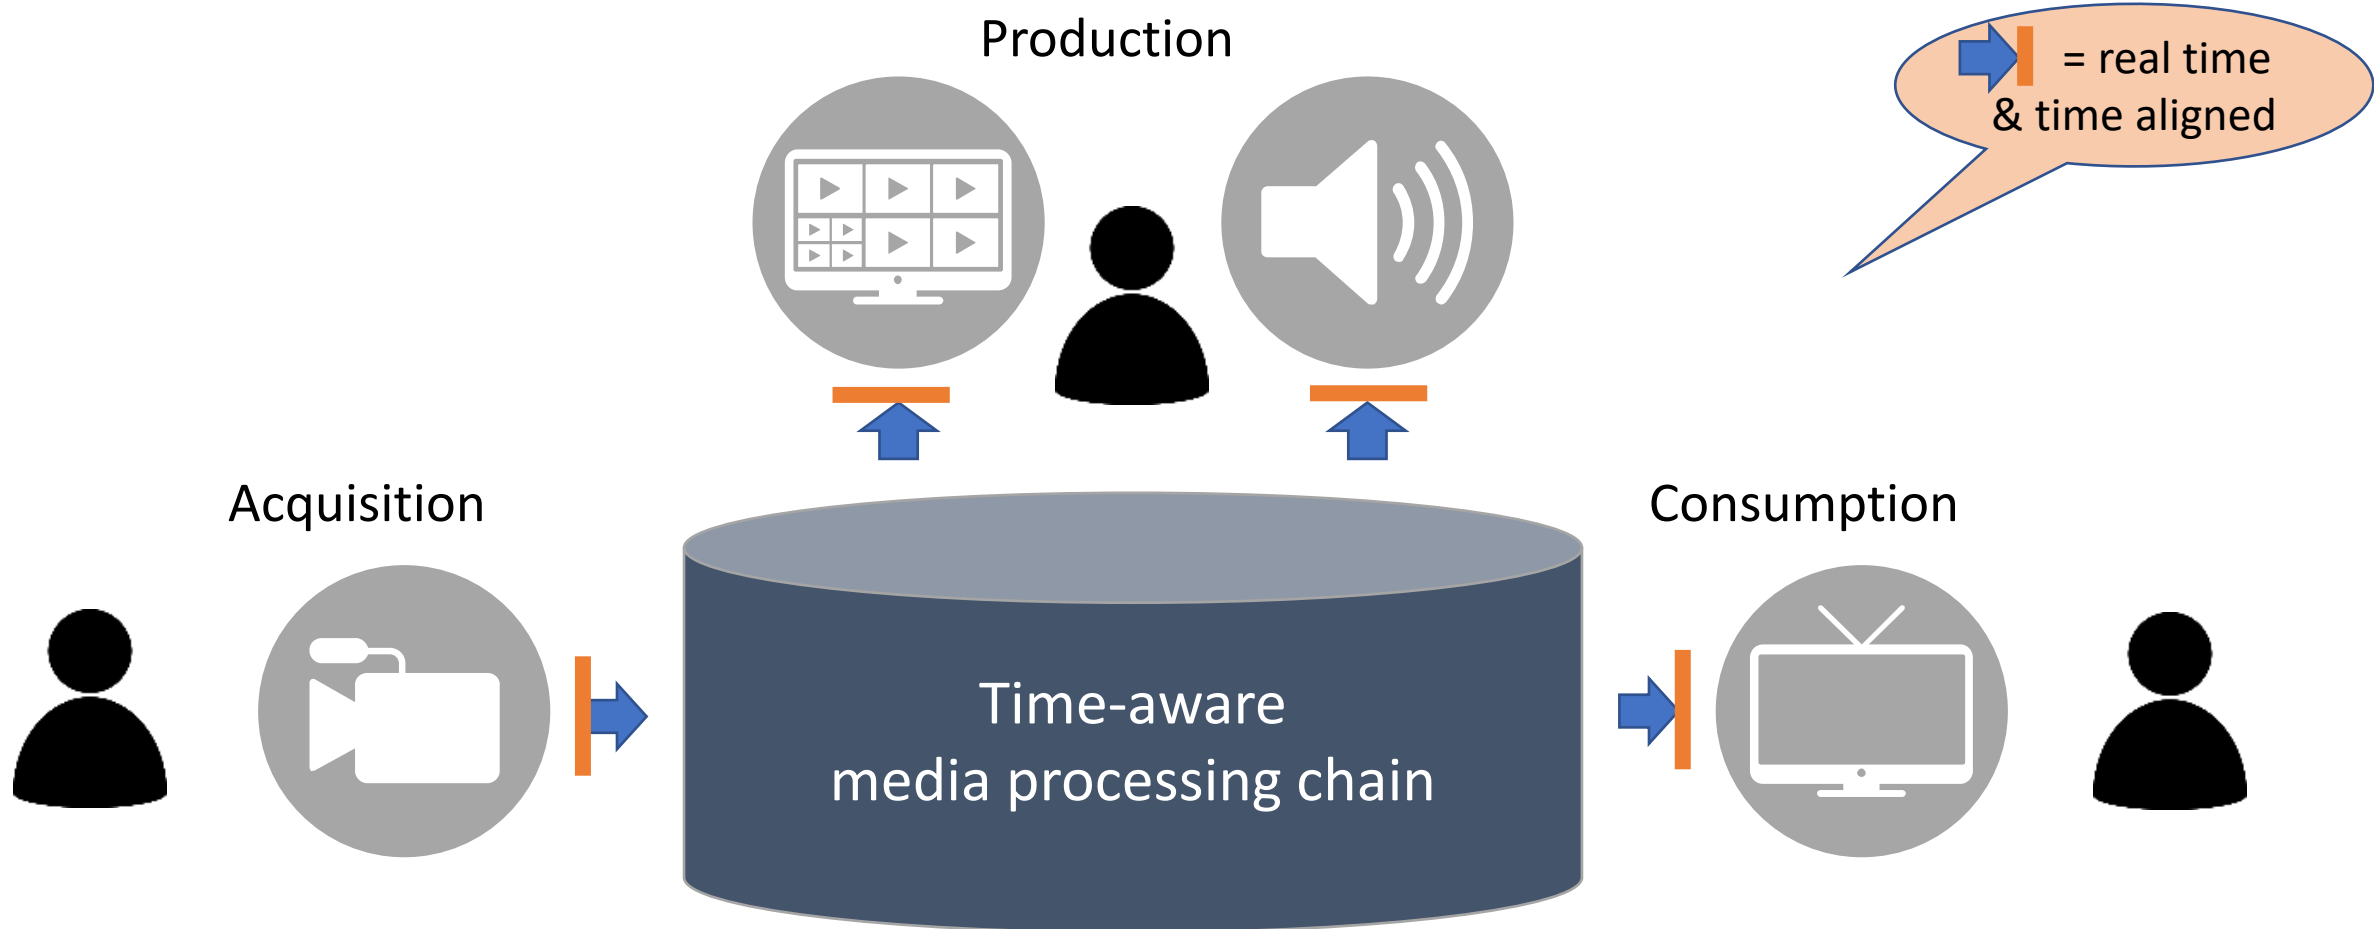 Production
= real time
& time aligned
Acquisition
Consumption
Time-aware
media processing chain